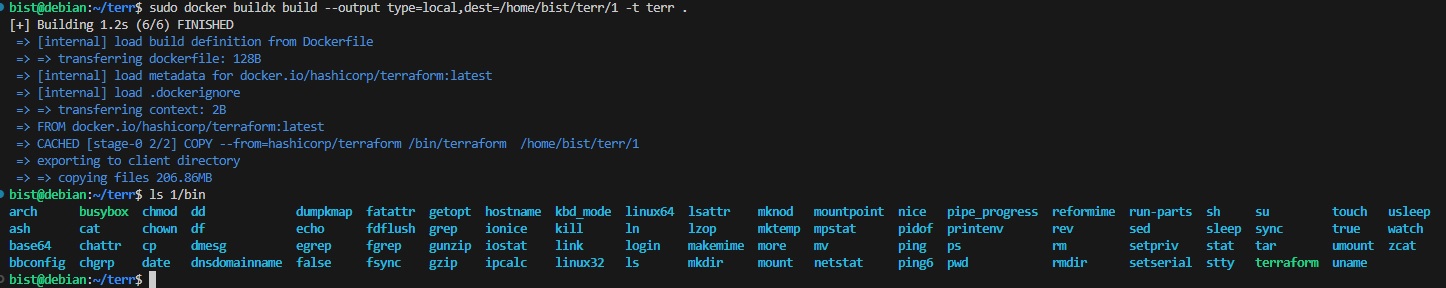 bist@debian:~/terr$ sudo docker buildx build --output type=local,dest=/home/bist/terr/1 -t terr .
[+] Building 1.2s (6/6) FINISHED
=> [internal] load build definition from Dockerfile
=> => transferring dockerfile: 128B
=> [internal] load metadata for docker.io/hashicorp/terraform:latest
=> [internal] load .dockerignore
=> => transferring context: 2B
=> FROM docker.io/hashicorp/terraform:latest
=> CACHED [stage-0 2/2] COPY --from=hashicorp/terraform /bin/terraform  /home/bist/terr/1
=> exporting to client directory
=> => copying files 206.86MB
bist@debian:~/terr$ ls 1/bin
arch busybox chmod dd dumpkmap fatattr getopt hostname kbd_mode linux64 lsattr mknod mountpoint nice pipe_progress reformime run-parts sh su touch usleep
ash cat chown df echo fdflush grep ionice kill ln lzop mktemp mpstat pidof printenv rev sed sleep sync true watch
base64 chattr cp dmesg egrep fgrep gunzip iostat link login makemime more mv ping ps rm setpriv stat tar umount zcat
bbconfig chgrp date dnsdomainname false fsync gzip ipcalc linux32 ls mkdir mount netstat ping6 pwd rmdir setserial stty terraform uname
bist@debian:~/terr$